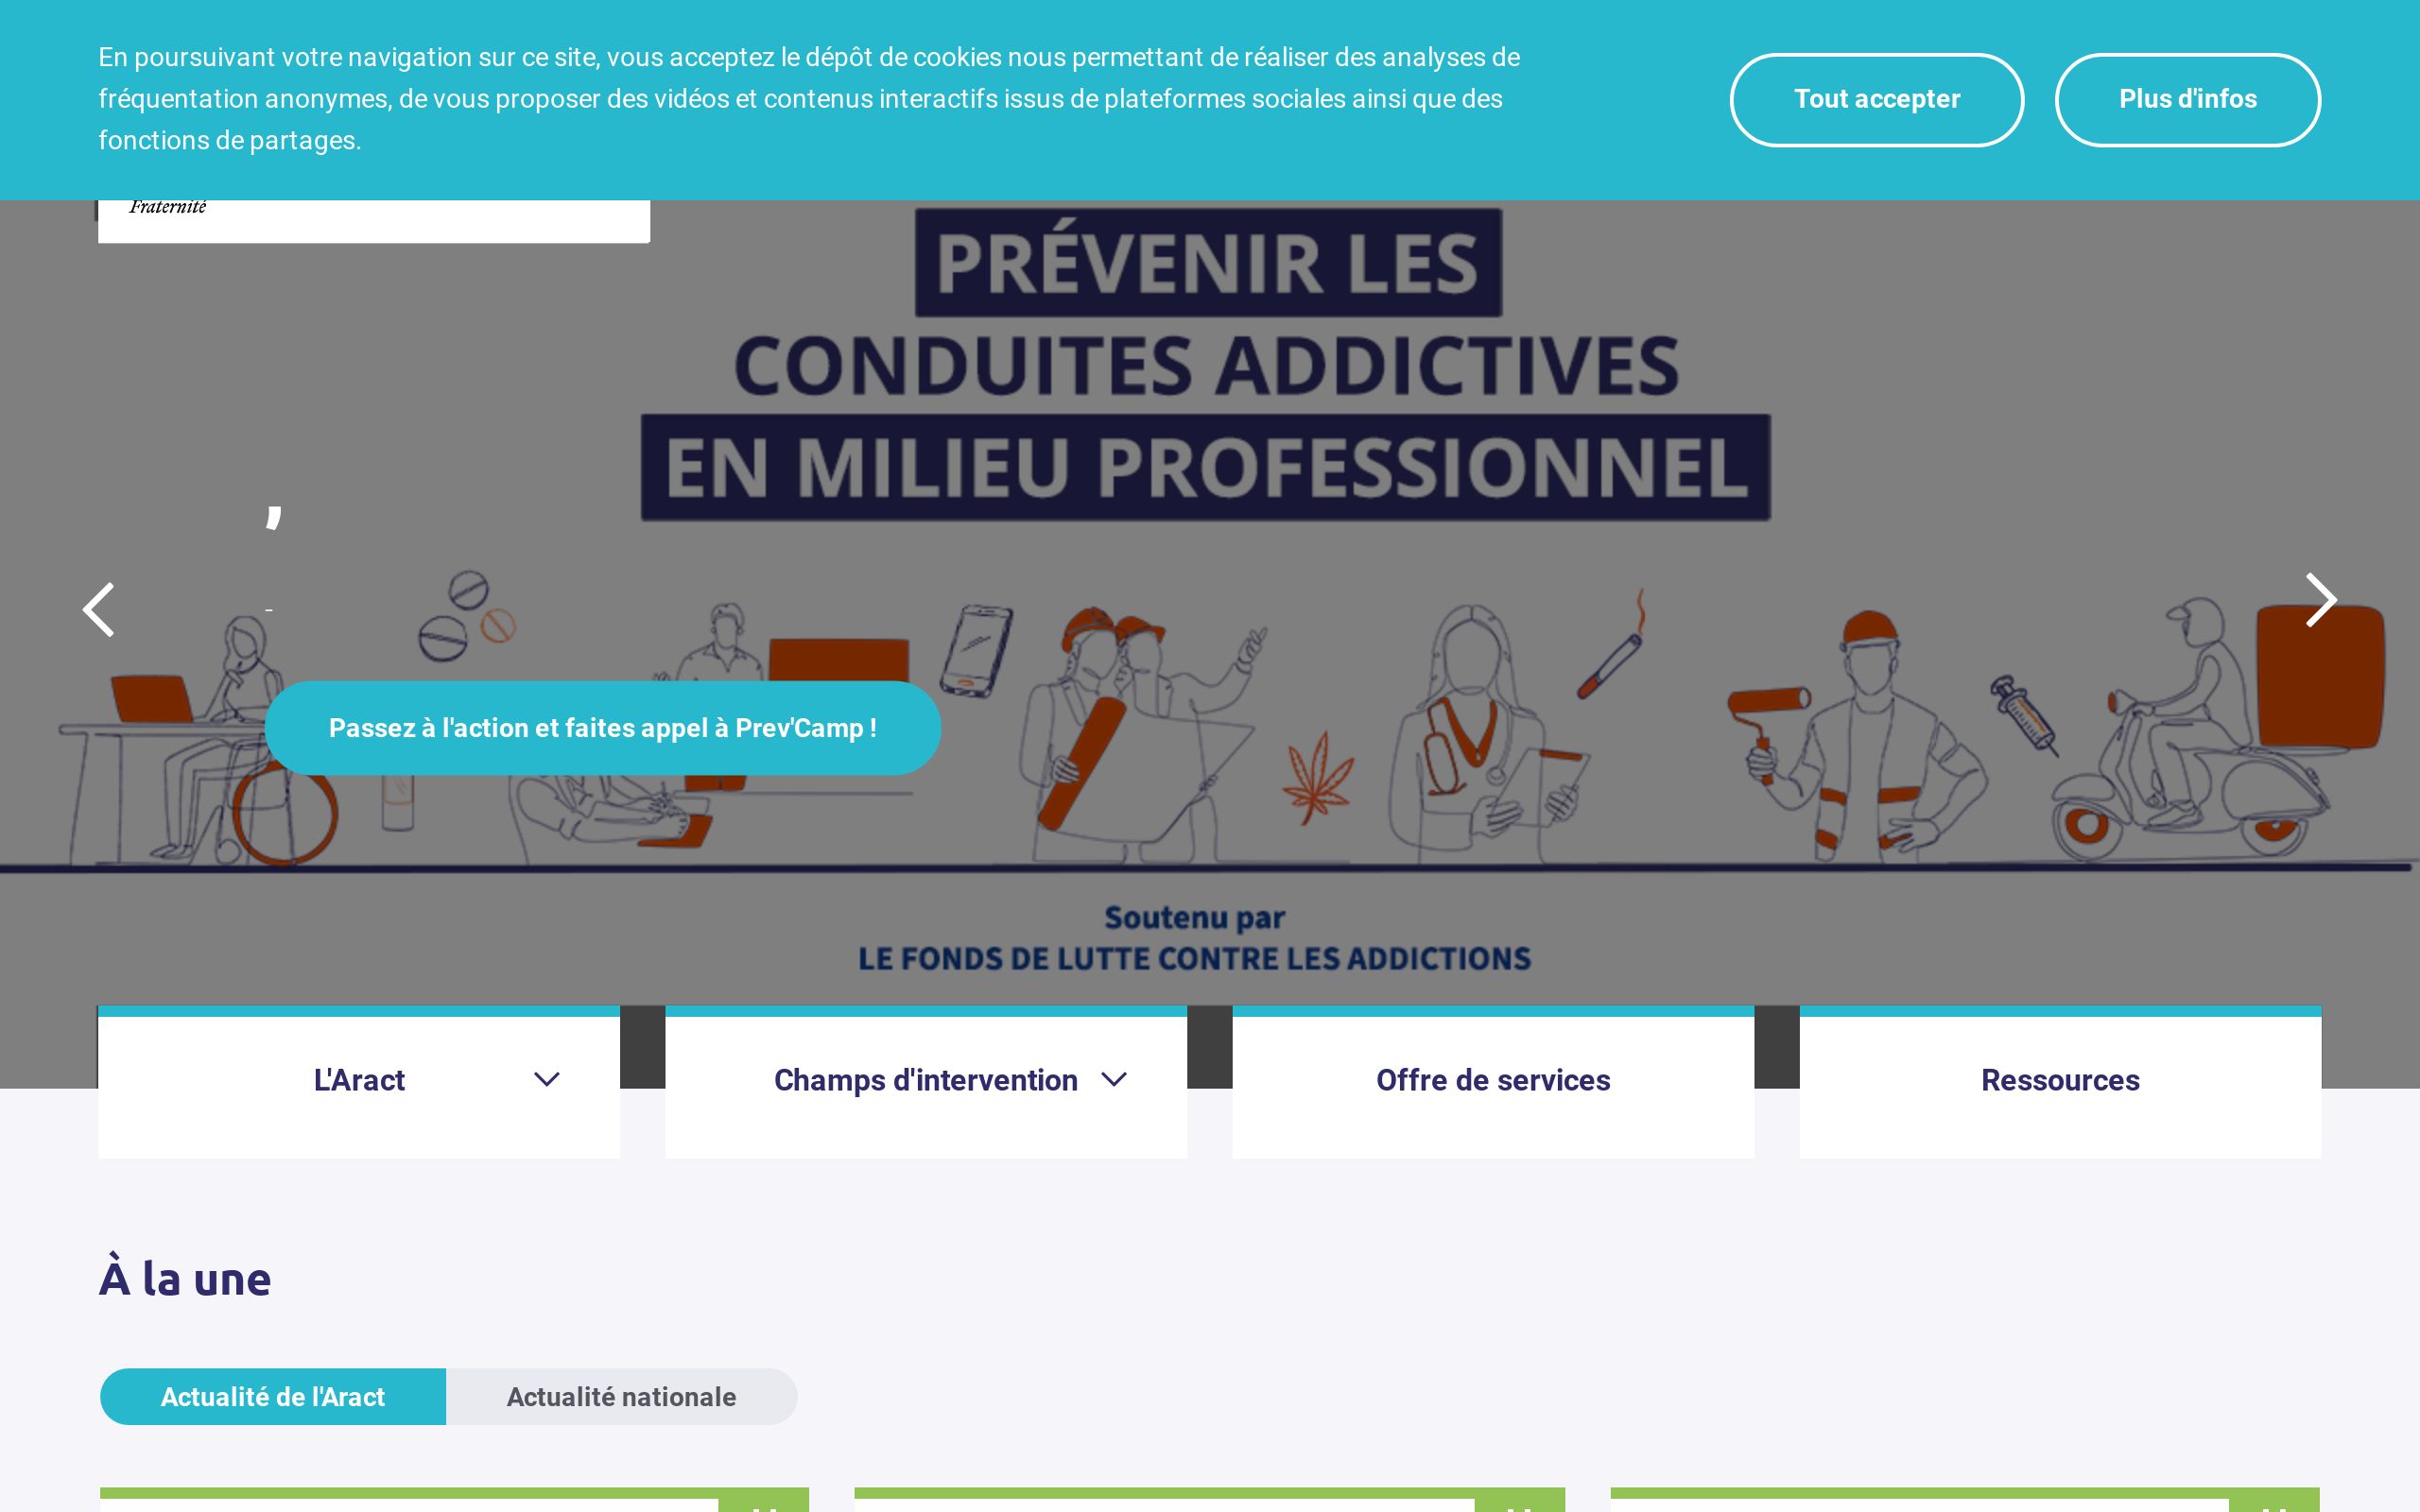 En poursuivant votre navigation sur ce site, vous acceptez le dépôt de cookies nous permettant de réaliser des analyses de
fréquentation anonymes, de vous proposer des vidéos et contenus interactifs issus de plateformes sociales ainsi que des
fonctions de partages.
Tout accepter
Plus d'infos
Fraternité
PRÉVENIR LES
CONDUITES ADDICTIVES
EN MILIEU PROFESSIONNEL
,
-
Passez à l'action et faites appel à Prev'Camp !
Soutenu par
LE FONDS DE LUTTE CONTRE LES ADDICTIONS
L'Aract
Champs d'intervention
Offre de services
Ressources
À la une
Actualité de l'Aract
Actualité nationale